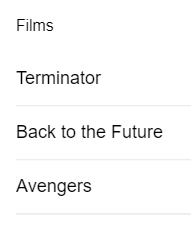 Films
Terminator
Back to the Future
Avengers